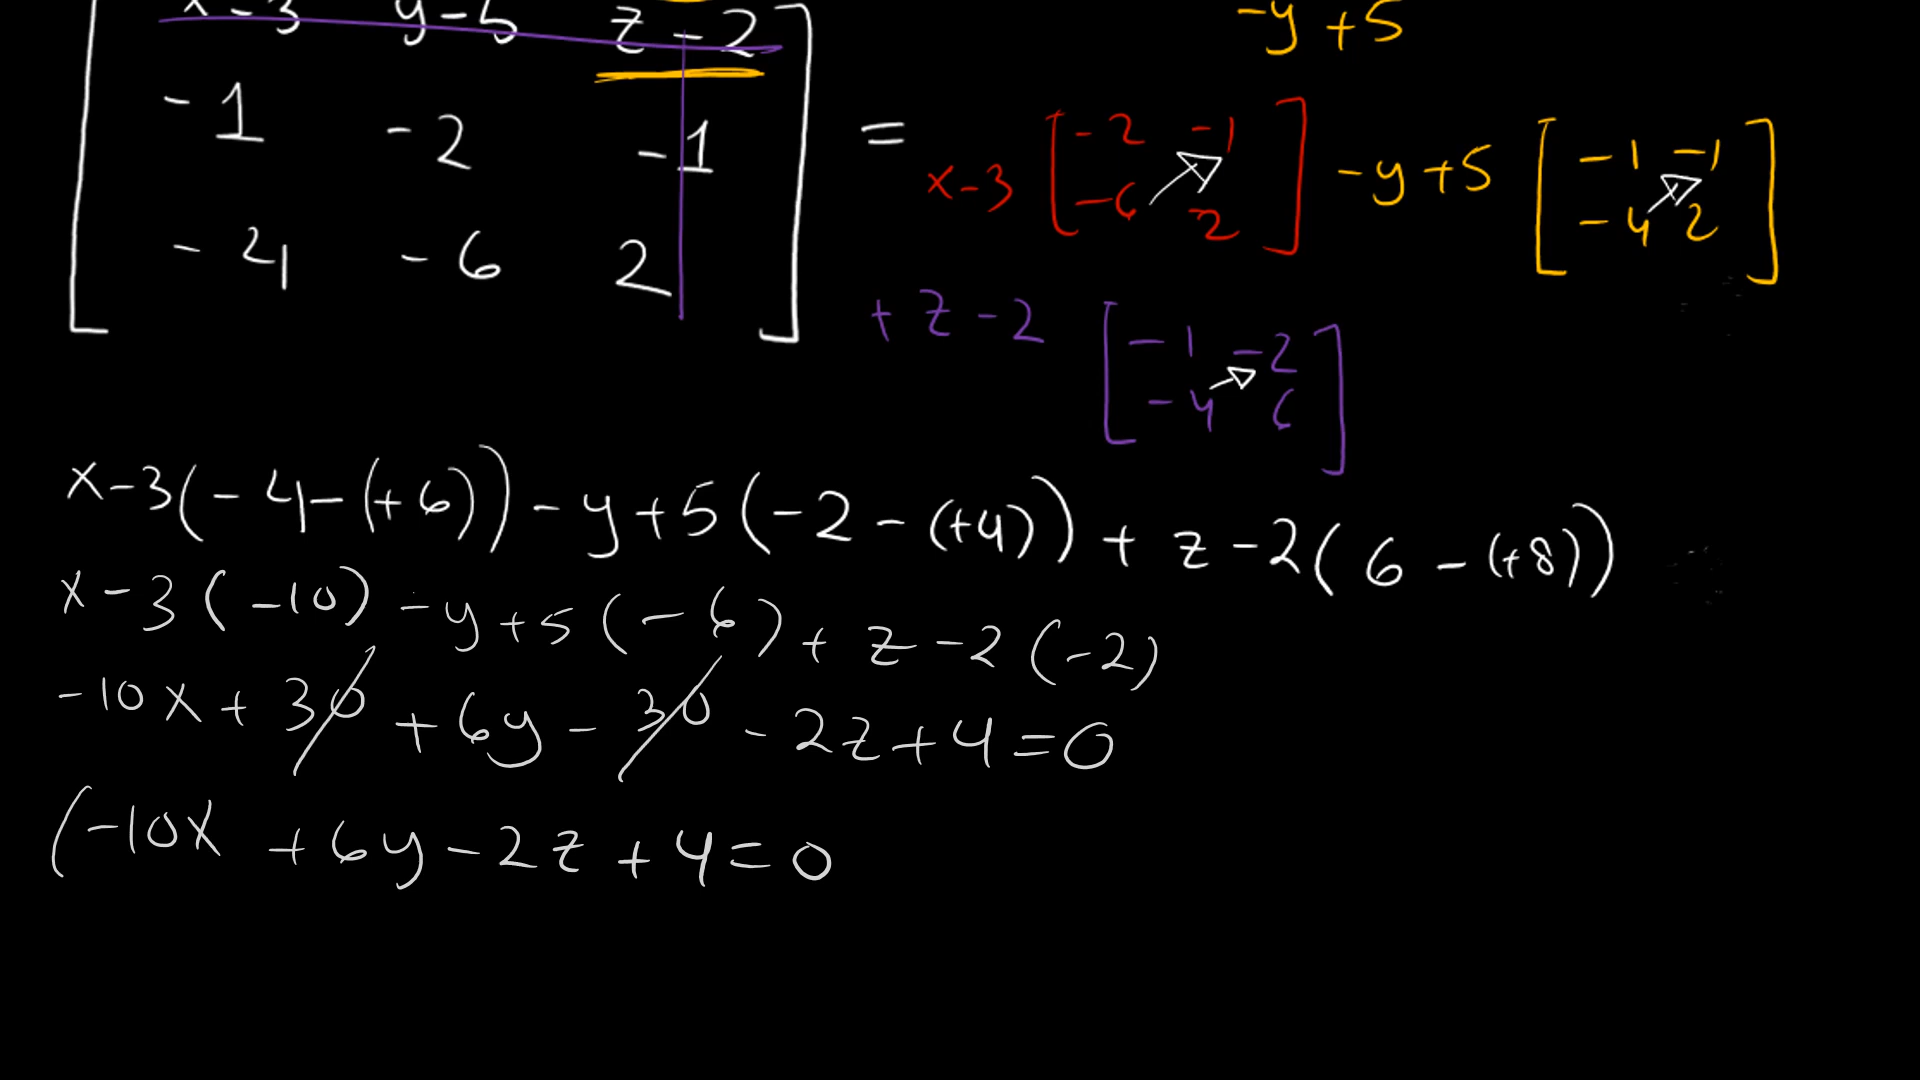 x-3 y-5 z-2
-1 -2 -1
-4 -6 2
=
-y+5
x-3 [-2 -1
-6 2]
-y+5 [-1 -1
-4 2]
+ z-2 [-1 -2
-4 6]
x-3(-4-(+6))-y+5(-2-(+4))+z-2(6-(+8))
x-3(-10)-y+5(-6)+z-2(-2)
-10x+30+6y-30-2z+4=0
(-10x+6y-2z+4=0